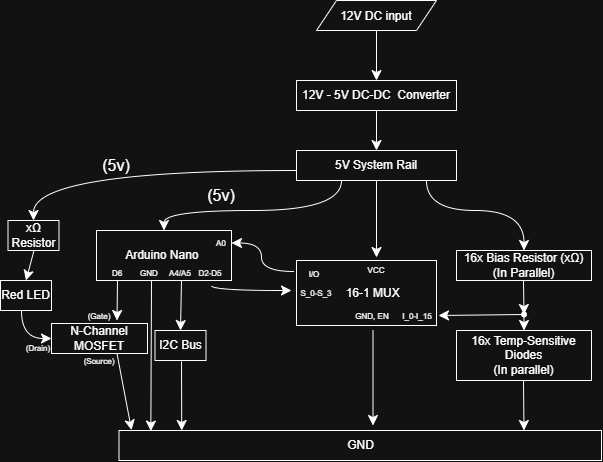 12V DC input
12V - 5V DC-DC Converter
5V System Rail
(5v)
(5v)
xΩ
Resistor
Red LED
A0
Arduino Nano
D6 GND A4/A5 D2-D5
VCC
I/O
16-1 MUX
S_0-S_3
GND, EN I_0-I_15
16x Bias Resistor (xΩ)
(In Parallel)
(Gate)
N-Channel
MOSFET
(Drain)
(Source)
I2C Bus
16x Temp-Sensitive
Diodes
(In parallel)
GND